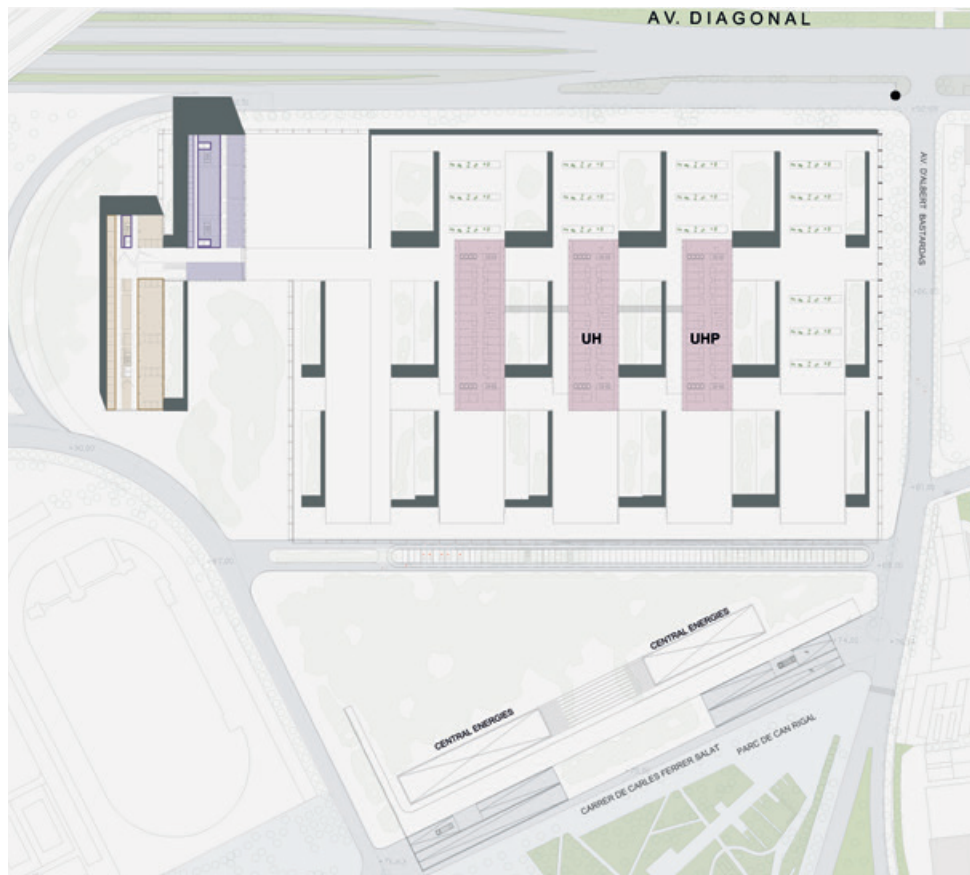 AV. DIAGONAL
AV. D'ALBERT BASTARDAS
UH
UHP
CENTRAL ENERGIES
CENTRAL ENERGIES
PARC DE CAN RIGAL
CARRER DE CARLES FERRER SALAT